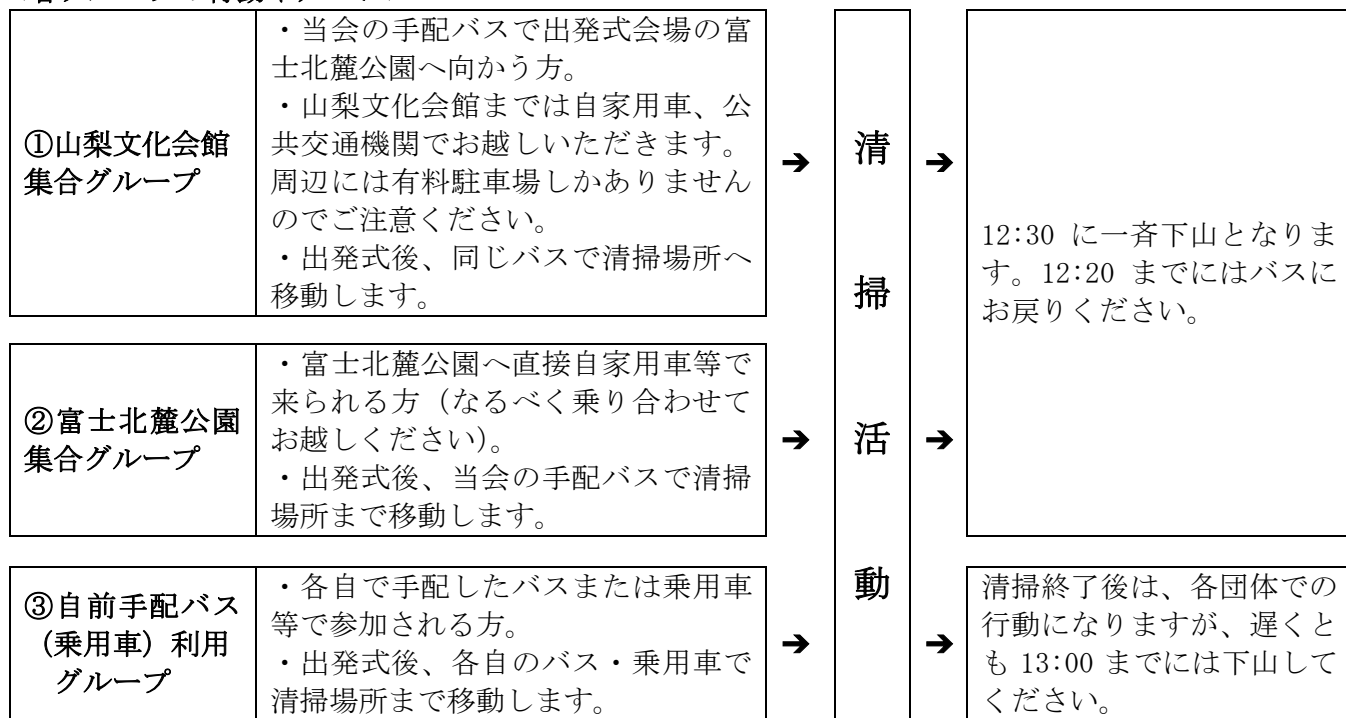 ・当会の手配バスで出発式会場の富
士北麓公園へ向かう方。
・山梨文化会館までは自家用車、公
共交通機関でお越しいただきます。
周辺には有料駐車場しかありません
のでご注意ください。
・出発式後、同じバスで清掃場所へ
移動します。
①山梨文化会館
集合グループ
➔
②富士北麓公園
集合グループ
・富士北麓公園へ直接自家用車等で
来られる方（なるべく乗り合わせて
お越しください）。
・出発式後、当会の手配バスで清掃
場所まで移動します。
➔
③自前手配バス
（乗用車）利用
グループ
・各自で手配したバスまたは乗用車
等で参加される方。
・出発式後、各自のバス・乗用車で
清掃場所まで移動します。
➔
清
掃
活
動
➔
➔
12:30 に一斉下山となりま
す。12:20 までにはバスに
お戻りください。
➔
清掃終了後は、各団体での
行動になりますが、遅くと
も 13:00 までには下山して
ください。